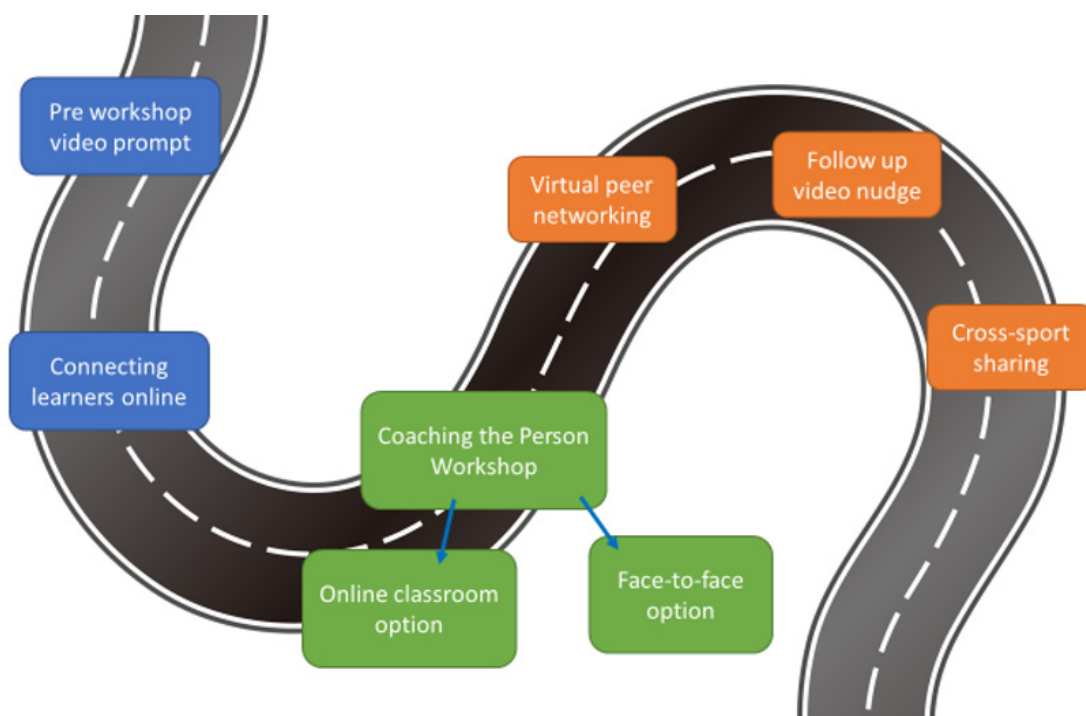 Pre workshop
video prompt
Connecting
learners online
Coaching the Person
Workshop
Online classroom
option
Face-to-face
option
Virtual peer
networking
Follow up
video nudge
Cross-sport
sharing